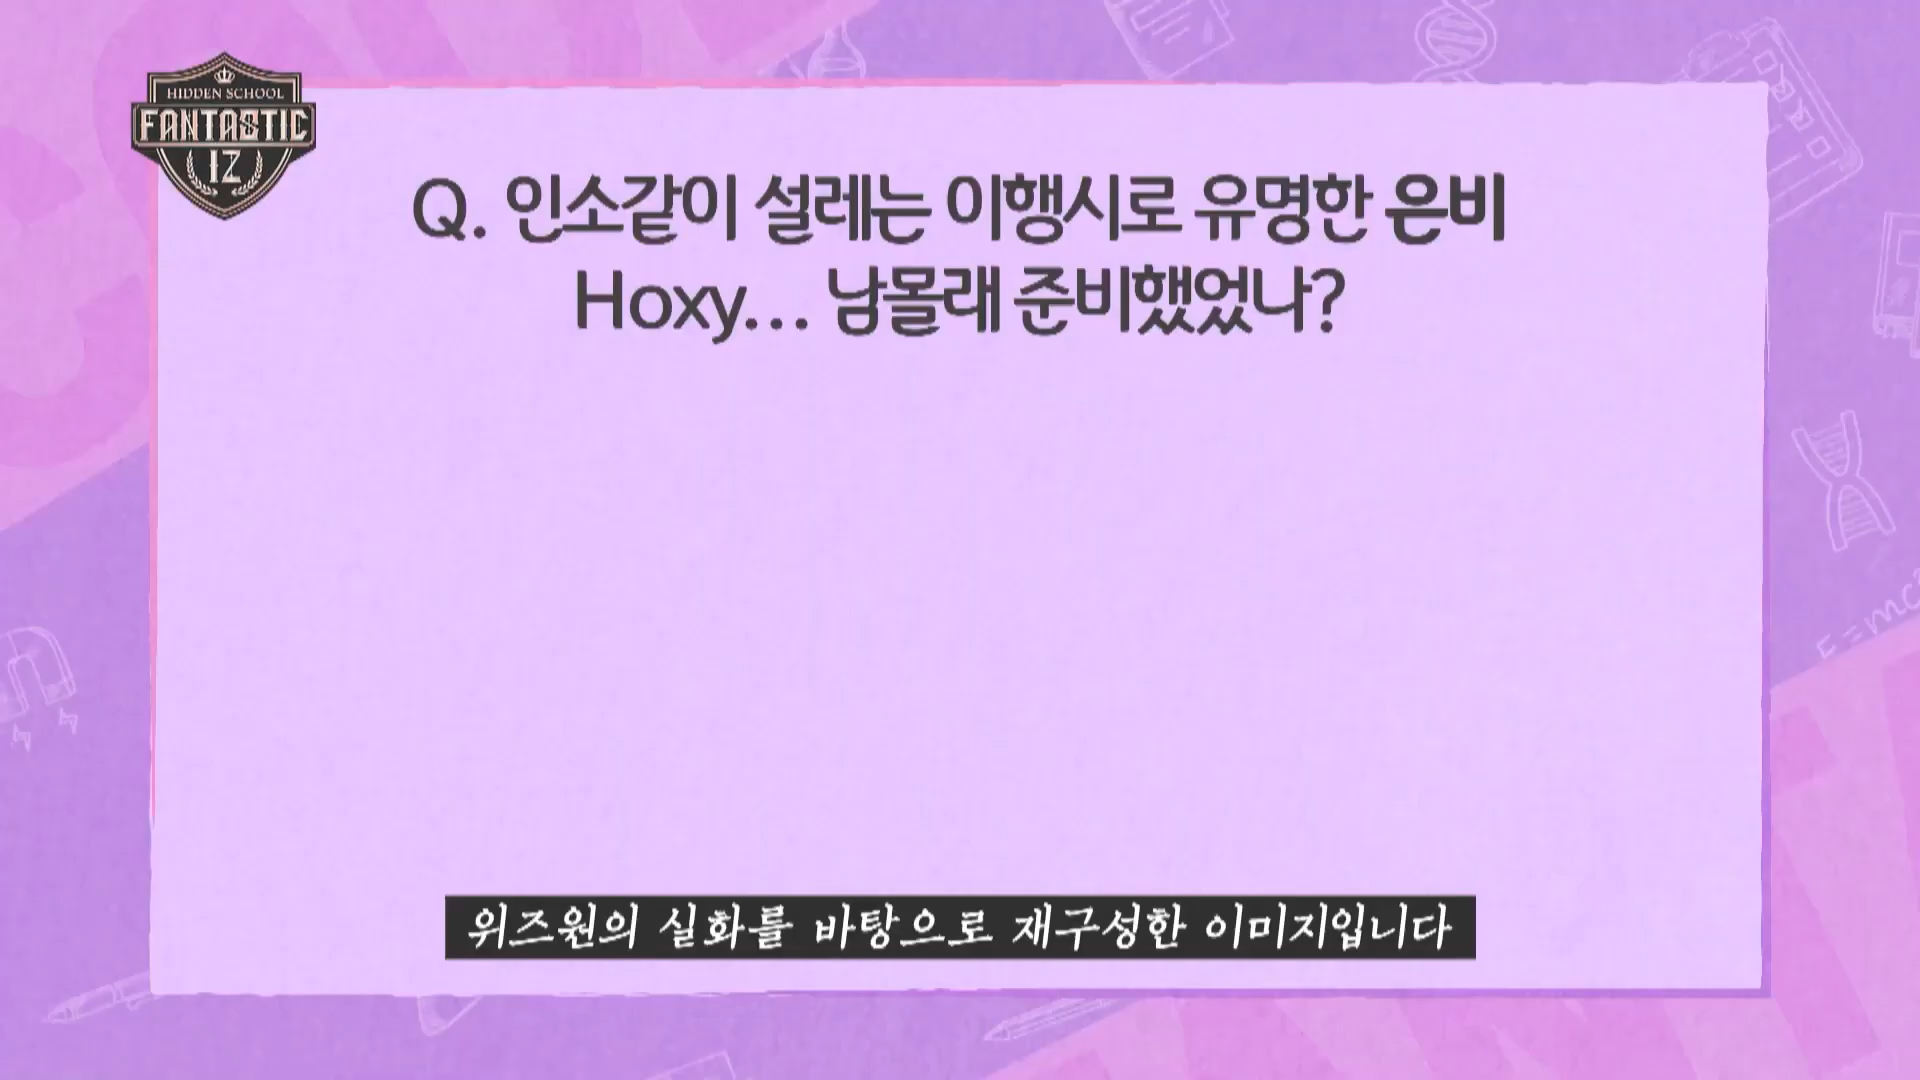 HIDDEN SCHOOL
FANTASTIC
IZ
Q. 인소같이 설레는 이행시로 유명한 은비
Hoxy... 남몰래 준비했었나?
E=mc²
위즈원의 실화를 바탕으로 재구성한 이미지입니다